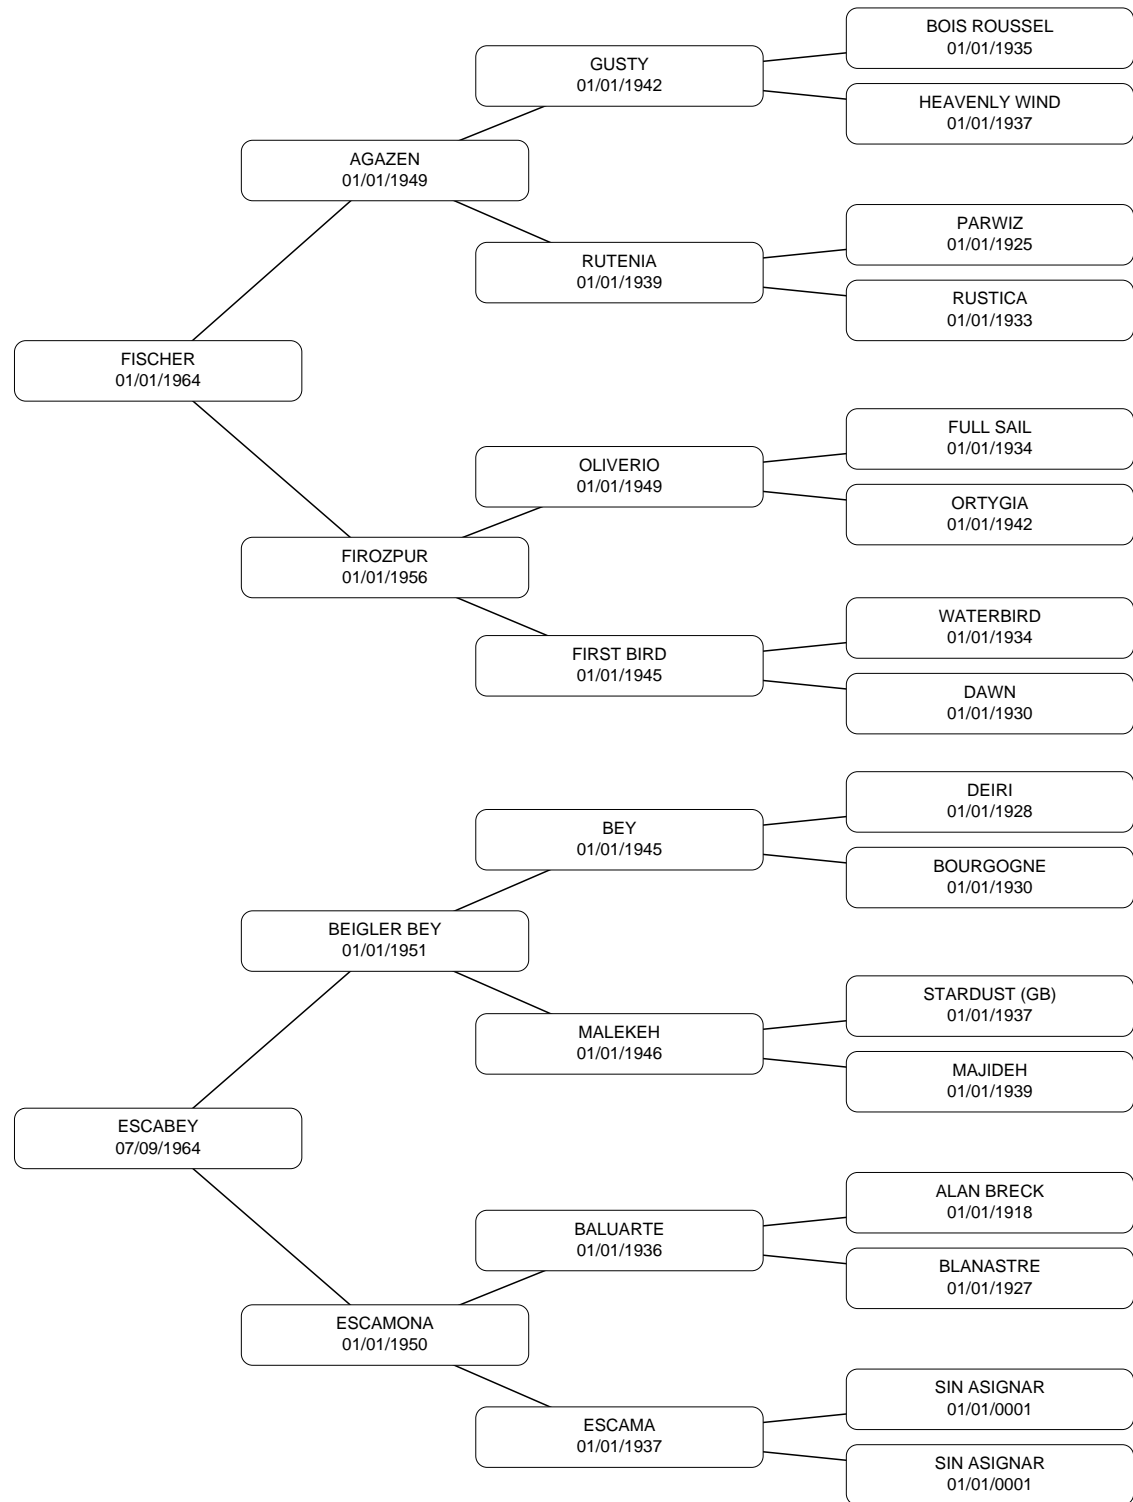 BOIS ROUSSEL
01/01/1935
GUSTY
01/01/1942
HEAVENLY WIND
01/01/1937
AGAZEN
01/01/1949
PARWIZ
01/01/1925
RUTENIA
01/01/1939
RUSTICA
01/01/1933
FISCHER
01/01/1964
FULL SAIL
01/01/1934
OLIVERIO
01/01/1949
ORTYGIA
01/01/1942
FIROZPUR
01/01/1956
WATERBIRD
01/01/1934
FIRST BIRD
01/01/1945
DAWN
01/01/1930
DEIRI
01/01/1928
BEY
01/01/1945
BOURGOGNE
01/01/1930
BEIGLER BEY
01/01/1951
STARDUST (GB)
01/01/1937
MALEKEH
01/01/1946
MAJIDEH
01/01/1939
ESCABEY
07/09/1964
ALAN BRECK
01/01/1918
BALUARTE
01/01/1936
BLANASTRE
01/01/1927
ESCAMONA
01/01/1950
SIN ASIGNAR
01/01/0001
ESCAMA
01/01/1937
SIN ASIGNAR
01/01/0001